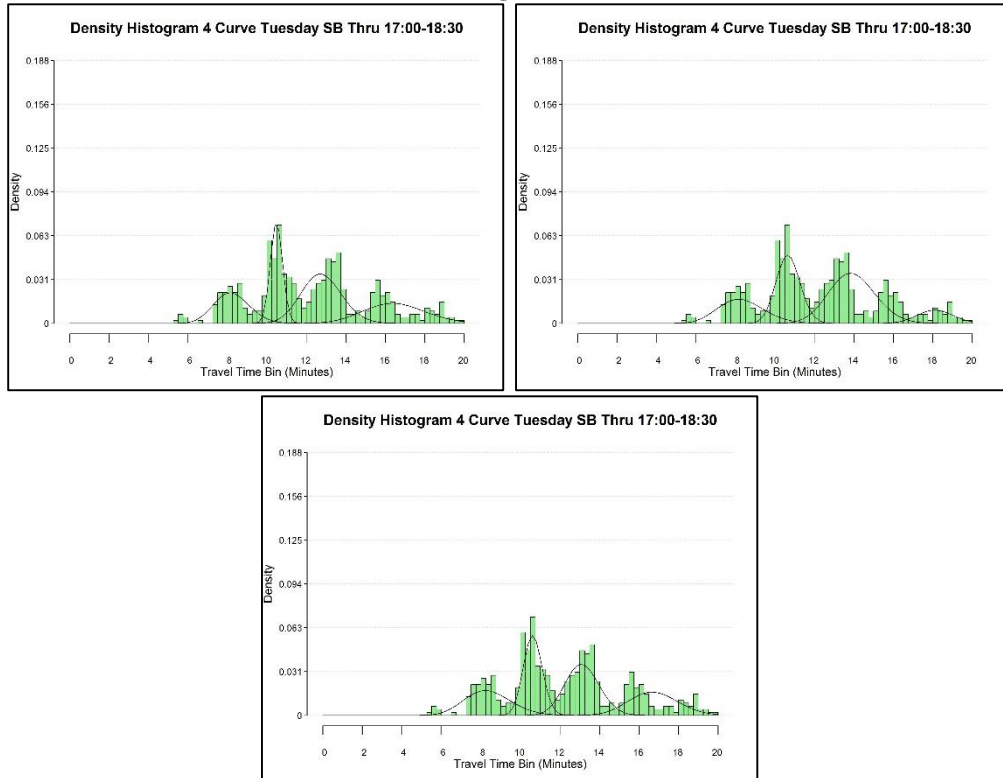 Density Histogram 4 Curve Tuesday SB Thru 17:00-18:30
0.188
0.156
0.125
0.094
0.063
0.031
0
Density
0 2 4 6 8 10 12 14 16 18 20
Travel Time Bin (Minutes)
Density Histogram 4 Curve Tuesday SB Thru 17:00-18:30
0.188
0.156
0.125
0.094
0.063
0.031
0
Density
0 2 4 6 8 10 12 14 16 18 20
Travel Time Bin (Minutes)
Density Histogram 4 Curve Tuesday SB Thru 17:00-18:30
0.188
0.156
0.125
0.094
0.063
0.031
0
Density
0 2 4 6 8 10 12 14 16 18 20
Travel Time Bin (Minutes)